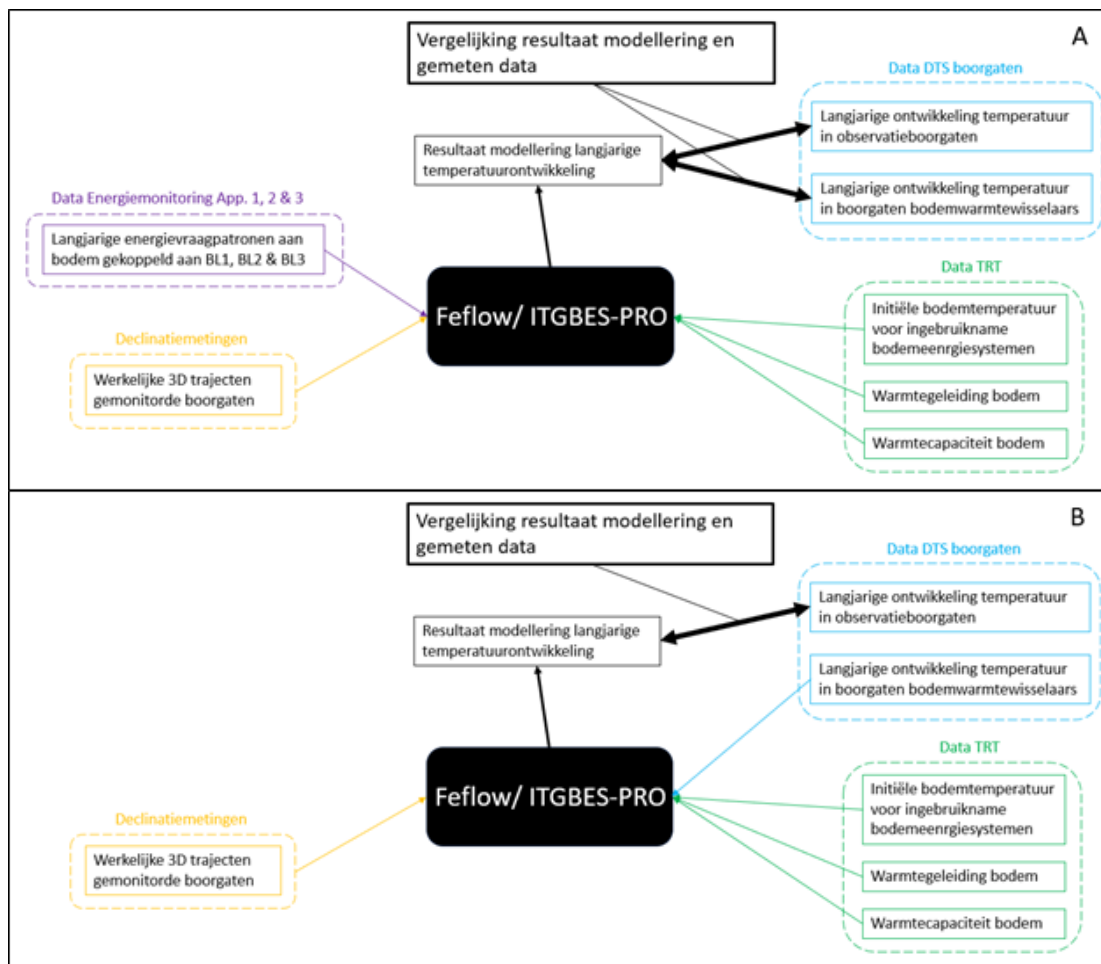 A
Vergelijking resultaat modellering en
gemeten data
Data DTS boorgaten
Langjarige ontwikkeling temperatuur
in observatieboorgaten
Resultaat modellering langjarige
temperatuurontwikkeling
Langjarige ontwikkeling temperatuur
in boorgaten bodemwarmtewisselaars
Data Energiemonitoring App. 1, 2 & 3
Langjarige energievraagpatronen aan
bodem gekoppeld aan BL1, BL2 & BL3
Data TRT
Feflow/ ITGBES-PRO
Initiële bodemtemperatuur
voor ingebruikname
bodemeenrgiesystemen
Declinatiemetingen
Werkelijke 3D trajecten
gemonitorde boorgaten
Warmtegeleiding bodem
Warmtecapaciteit bodem
B
Vergelijking resultaat modellering en
gemeten data
Data DTS boorgaten
Langjarige ontwikkeling temperatuur
in observatieboorgaten
Resultaat modellering langjarige
temperatuurontwikkeling
Langjarige ontwikkeling temperatuur
in boorgaten bodemwarmtewisselaars
Data TRT
Feflow/ ITGBES-PRO
Initiële bodemtemperatuur
voor ingebruikname
bodemeenrgiesystemen
Declinatiemetingen
Werkelijke 3D trajecten
gemonitorde boorgaten
Warmtegeleiding bodem
Warmtecapaciteit bodem